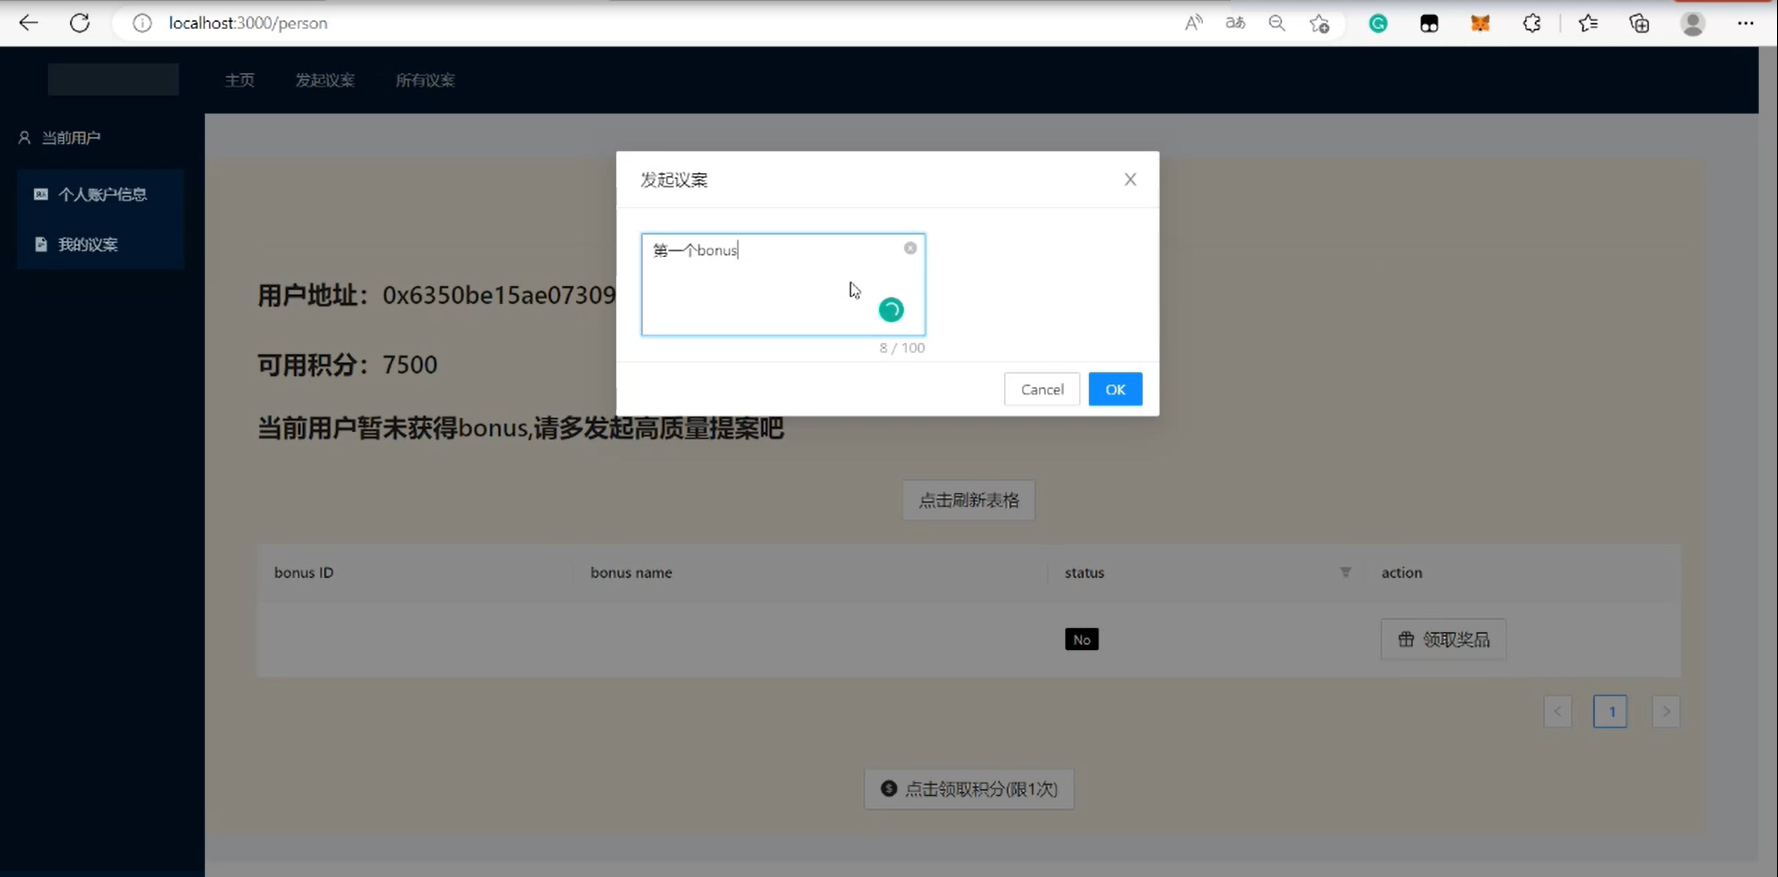 localhost:3000/person
主页 发起议案 所有议案
当前用户
个人账户信息
我的议案
发起议案
第一个bonus
8 / 100
Cancel OK
用户地址：0x6350be15ae07309
可用积分：7500
当前用户暂未获得bonus,请多发起高质量提案吧
点击刷新表格
bonus ID bonus name status action
No 领取奖品
< 1 >
点击领取积分(限1次)